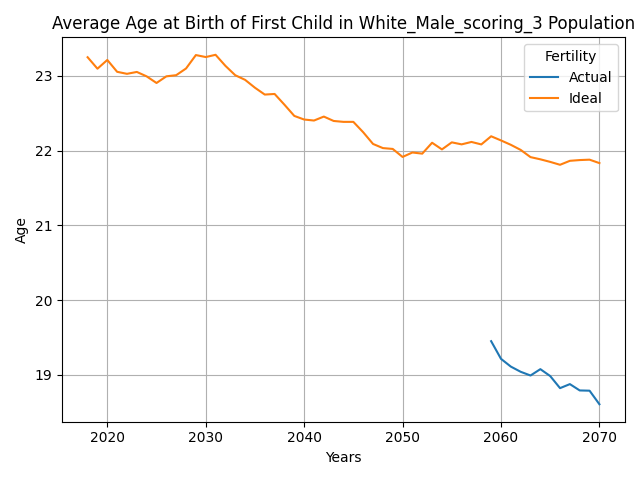 Average Age at Birth of First Child in White_Male_scoring_3 Population
Fertility
Actual
Ideal
Age
23
22
21
20
19
2020
2030
2040
2050
2060
2070
Years